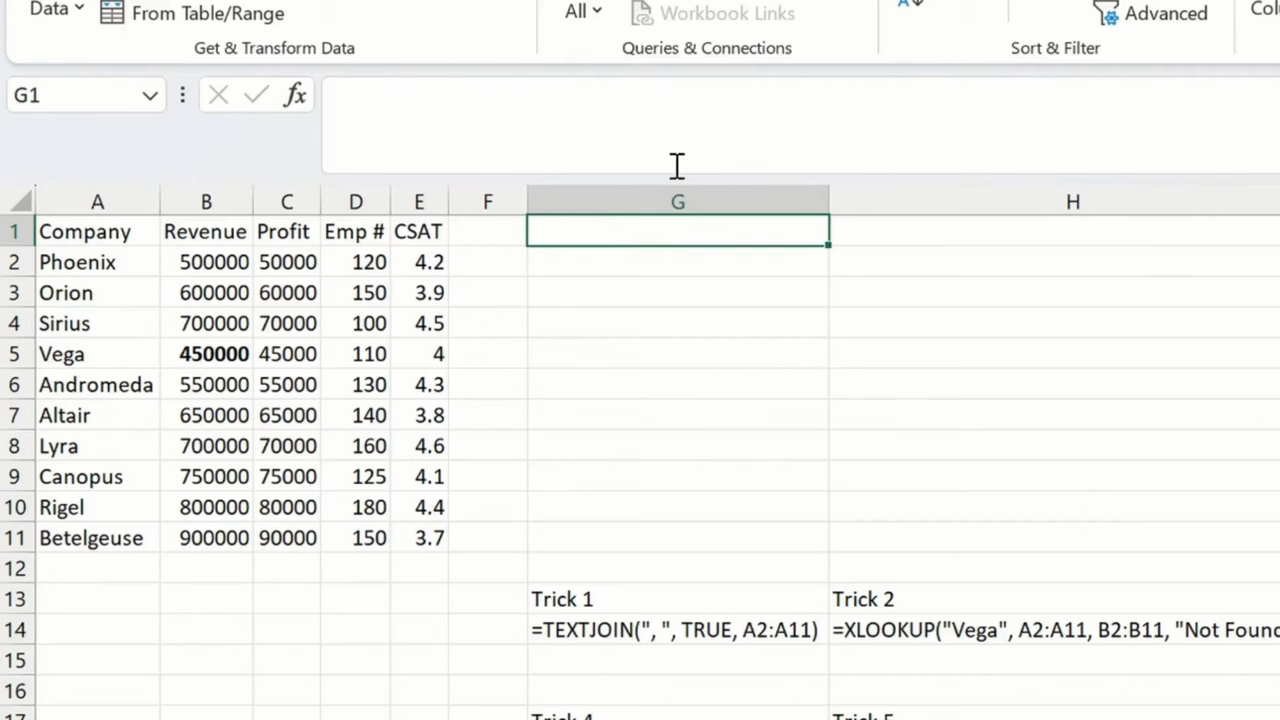 Data
From Table/Range
All
Workbook Links
Advanced
Get & Transform Data
Queries & Connections
Sort & Filter
G1
fx
A B C D E F G H
1 Company Revenue Profit Emp # CSAT
2 Phoenix 500000 50000 120 4.2
3 Orion 600000 60000 150 3.9
4 Sirius 700000 70000 100 4.5
5 Vega 450000 45000 110 4
6 Andromeda 550000 55000 130 4.3
7 Altair 650000 65000 140 3.8
8 Lyra 700000 70000 160 4.6
9 Canopus 750000 75000 125 4.1
10 Rigel 800000 80000 180 4.4
11 Betelgeuse 900000 90000 150 3.7
12
13 Trick 1 Trick 2
14 =TEXTJOIN(", ", TRUE, A2:A11) =XLOOKUP("Vega", A2:A11, B2:B11, "Not Found
15
16
17 Trick 4 Trick 5